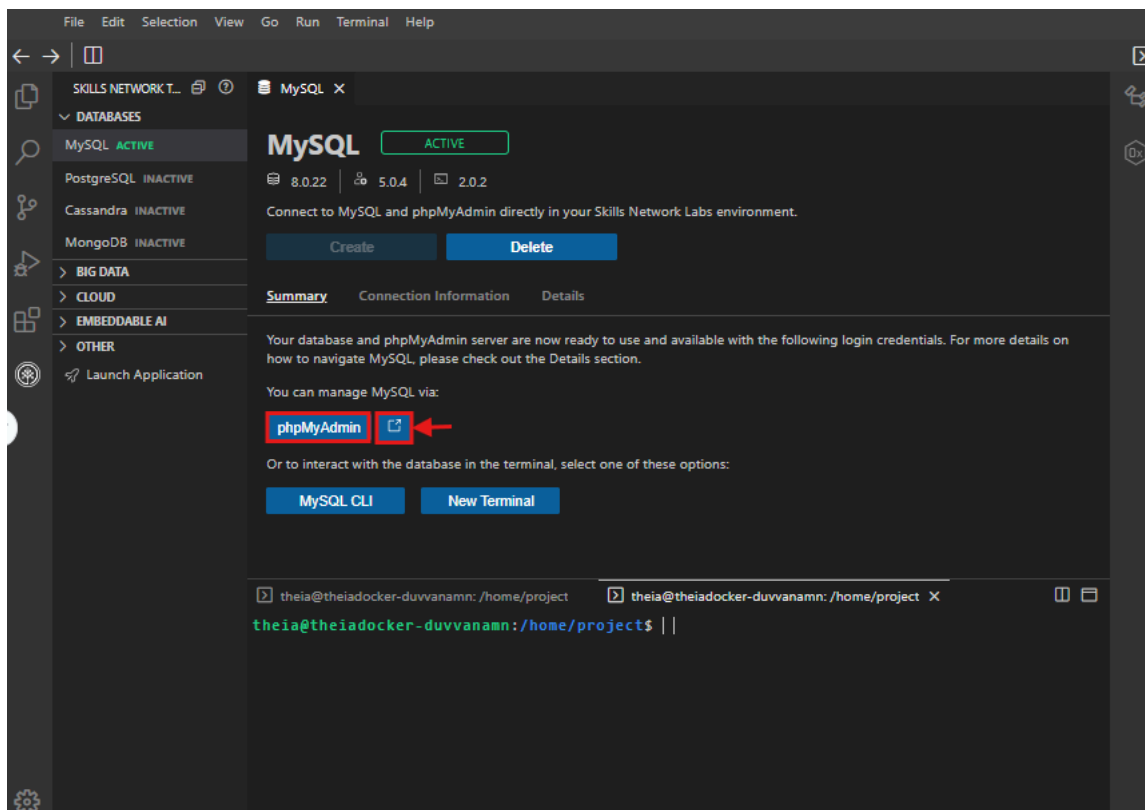 File Edit Selection View Go Run Terminal Help
SKILLS NETWORK T...
MySQL
DATABASES
MySQL ACTIVE
PostgreSQL INACTIVE
Cassandra INACTIVE
MongoDB INACTIVE
BIG DATA
CLOUD
EMBEDDABLE AI
OTHER
Launch Application
MySQL ACTIVE
8.0.22 5.0.4 2.0.2
Connect to MySQL and phpMyAdmin directly in your Skills Network Labs environment.
Create Delete
Summary Connection Information Details
Your database and phpMyAdmin server are now ready to use and available with the following login credentials. For more details on
how to navigate MySQL, please check out the Details section.
You can manage MySQL via:
phpMyAdmin
Or to interact with the database in the terminal, select one of these options:
MySQL CLI New Terminal
theia@theiadocker-duvvanamn: /home/project theia@theiadocker-duvvanamn: /home/project
theia@theiadocker-duvvanamn:/home/project$